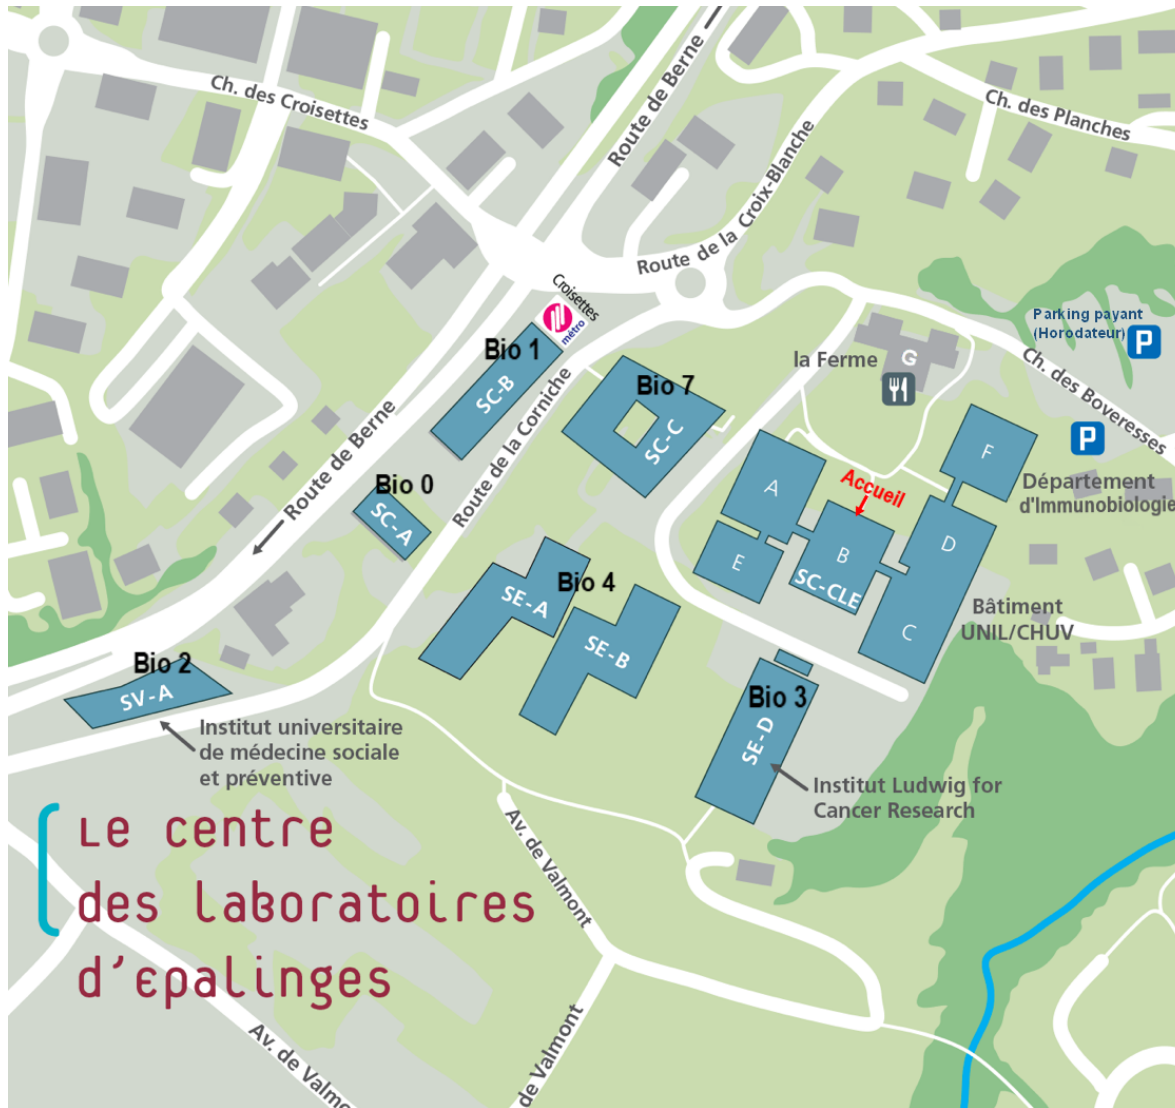 Ch. des Croisettes
Route de Berne
Ch. des Planches
Route de la Croix-Blanche
Croisettes
métro
Parking payant
(Horodateur)
P
Bio 1
SC-B
Bio 7
SC-C
la Ferme
G
Ch. des Boveresses
P
Route de Berne
Route de la Corniche
Bio 0
SC-A
A
Accueil
F
Département
d'Immunobiologie
E
B
SC-CLE
D
C
Bâtiment
UNIL/CHUV
Bio 4
SE-A
SE-B
Bio 2
SV-A
Bio 3
SE-D
Institut universitaire
de médecine sociale
et préventive
Institut Ludwig for
Cancer Research
Le centre
des laboratoires
d'epalinges
Av. de Valmont
Av. de Valmo
de Valmont